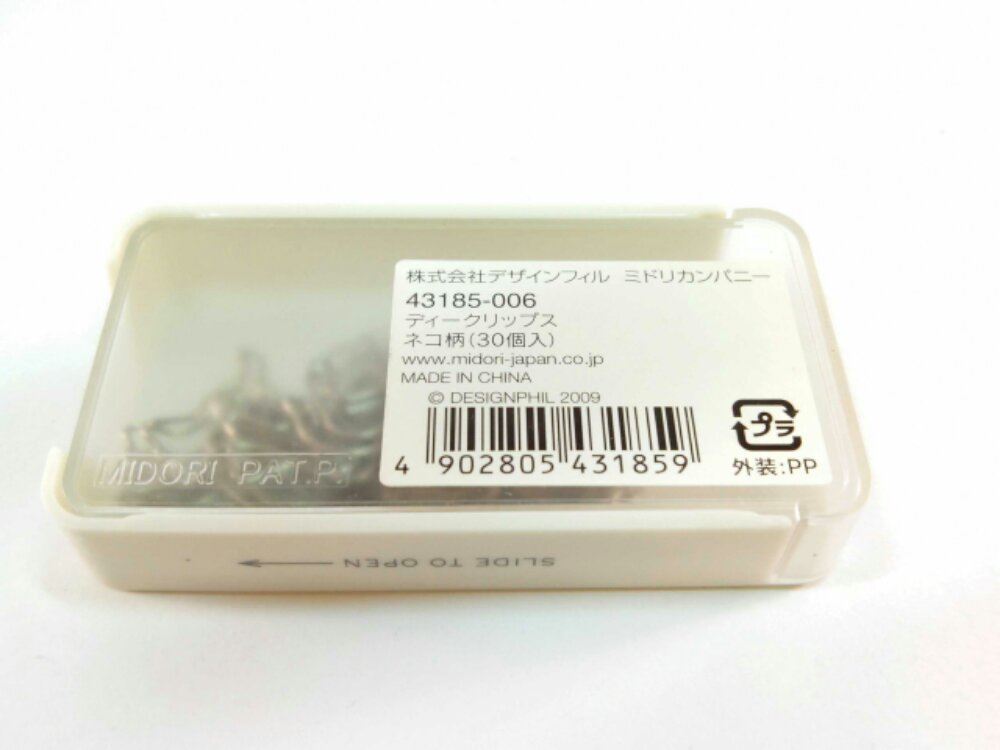 株式会社デザインフィル ミドリカンパニー
43185-006
ディークリップス
ネコ柄(30個入)
www.midori-japan.co.jp
MADE IN CHINA
© DESIGNPHIL 2009
4 902805 431859
プラ
外装:PP
MIDORI PAT.P.
SLIDE TO OPEN